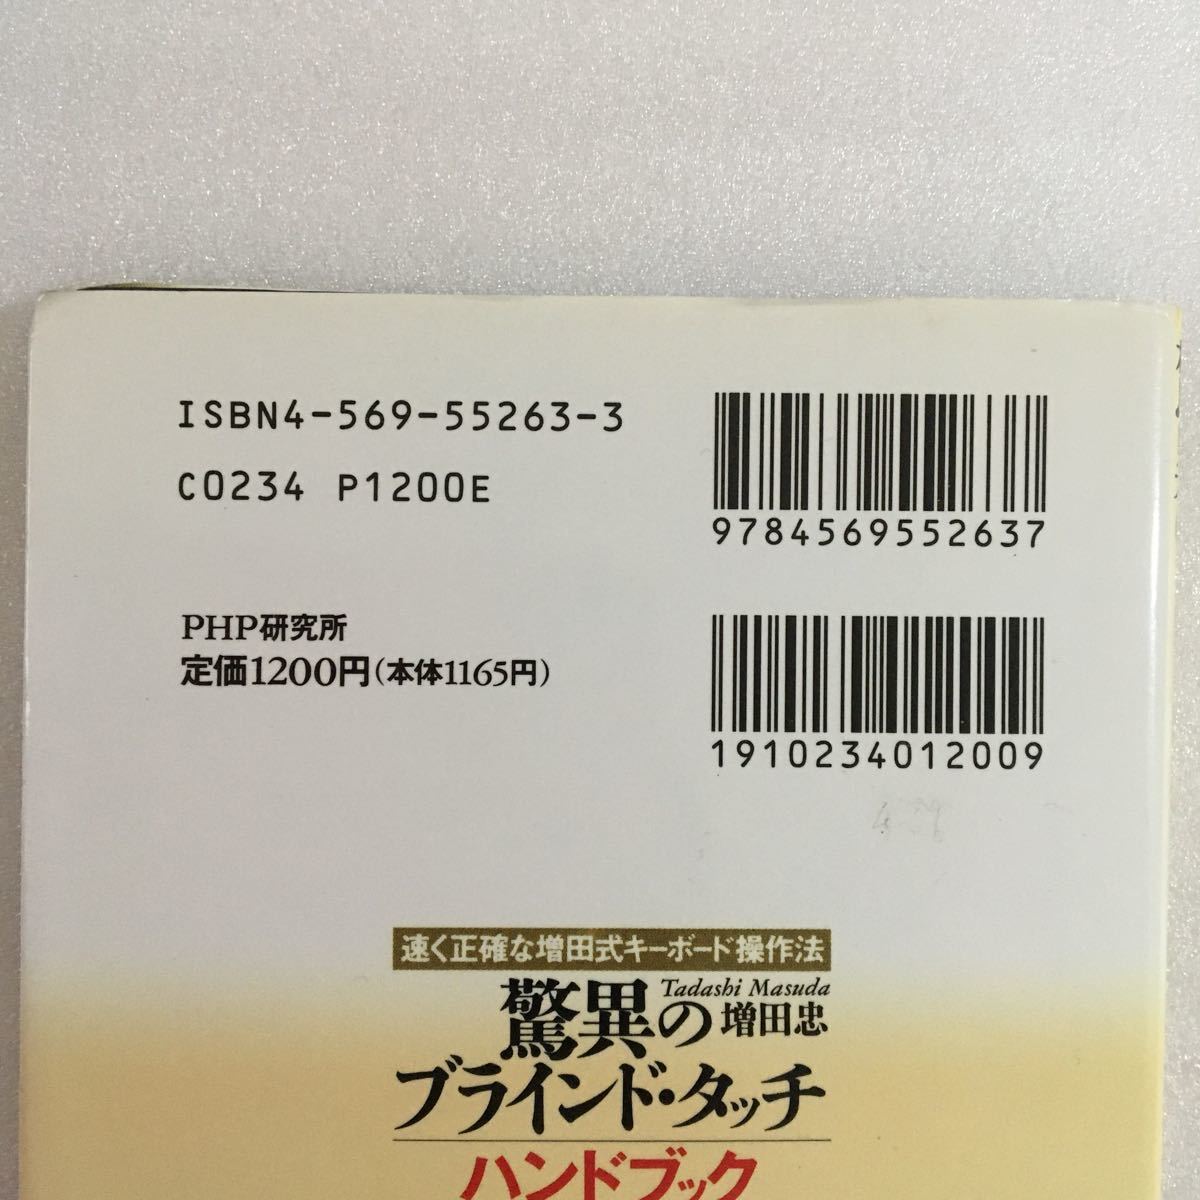 ISBN4-569-55263-3
C0234 P1200E
9784569552637
PHP研究所
定価1200円(本体1165円)
1910234012009
速く正確な増田式キーボード操作法
Tadashi Masuda
驚異の増田忠
ブラインド・タッチ
ハンドブック